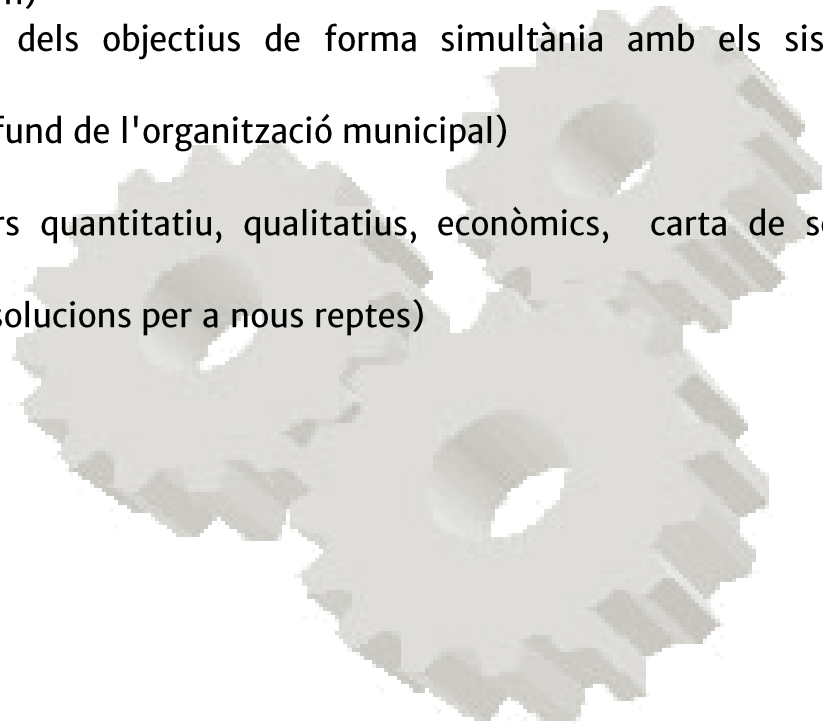 dels objectius de forma simultània amb els sis
fund de l'organització municipal)
rs quantitatiu, qualitatius, econòmics, carta de s
solucions per a nous reptes)